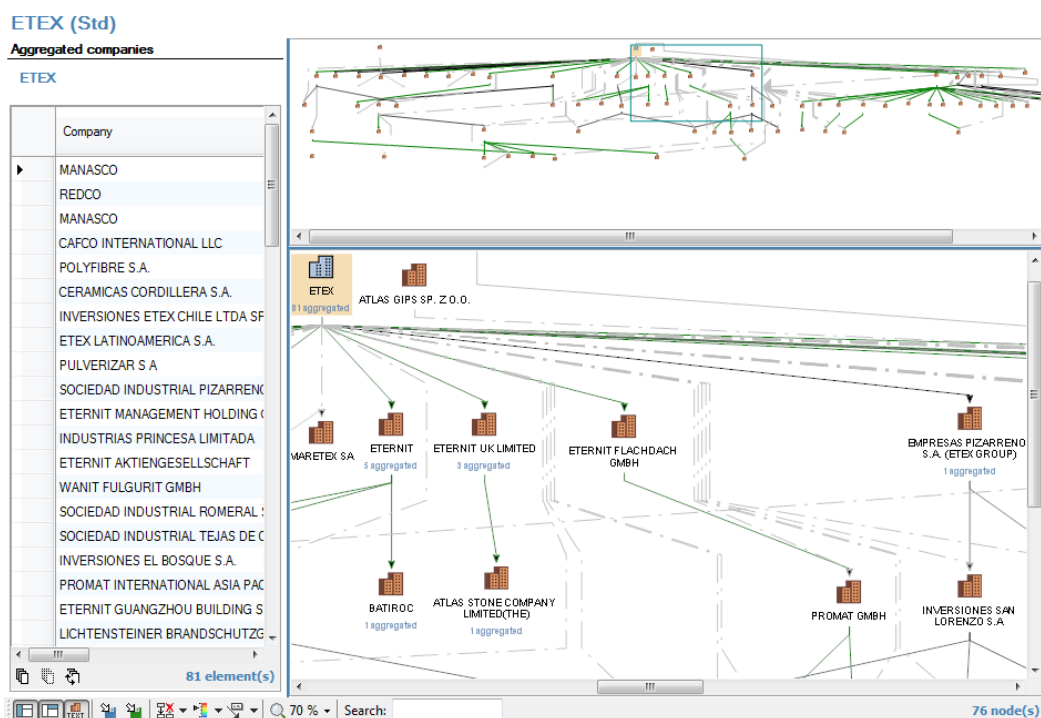 ETEX (Std)
Aggregated companies
ETEX
Company
MANASCO
REDCO
MANASCO
CAFCO INTERNATIONAL LLC
POLYFIBRE S.A.
CERAMICAS CORDILLERA S.A.
INVERSIONES ETEX CHILE LTDA SF
ETEX LATINOAMERICA S.A.
PULVERIZAR S A
SOCIEDAD INDUSTRIAL PIZARREN
ETERNIT MANAGEMENT HOLDING
INDUSTRIAS PRINCESA LIMITADA
ETERNIT AKTIENGESELLSCHAFT
WANIT FULGURIT GMBH
SOCIEDAD INDUSTRIAL ROMERAL
SOCIEDAD INDUSTRIAL TEJAS DE C
INVERSIONES EL BOSQUE S.A.
PROMAT INTERNATIONAL ASIA PAC
ETERNIT GUANGZHOU BUILDING S
LICHTENSTEINER BRANDSCHUTZG
81 element(s)
ETEX
81 aggregated
ATLAS GIPS SP. Z O.O.
MARETEX SA
ETERNIT
5 aggregated
ETERNIT UK LIMITED
3 aggregated
ETERNIT FLACHDACH
GMBH
EMPRESAS PIZARRENO
S.A. (ETEX GROUP)
1 aggregated
BATIROC
1 aggregated
ATLAS STONE COMPANY
LIMITED(THE)
1 aggregated
PROMAT GMBH
INVERSIONES SAN
LORENZO S.A
TEXT
70 %
Search:
76 node(s)